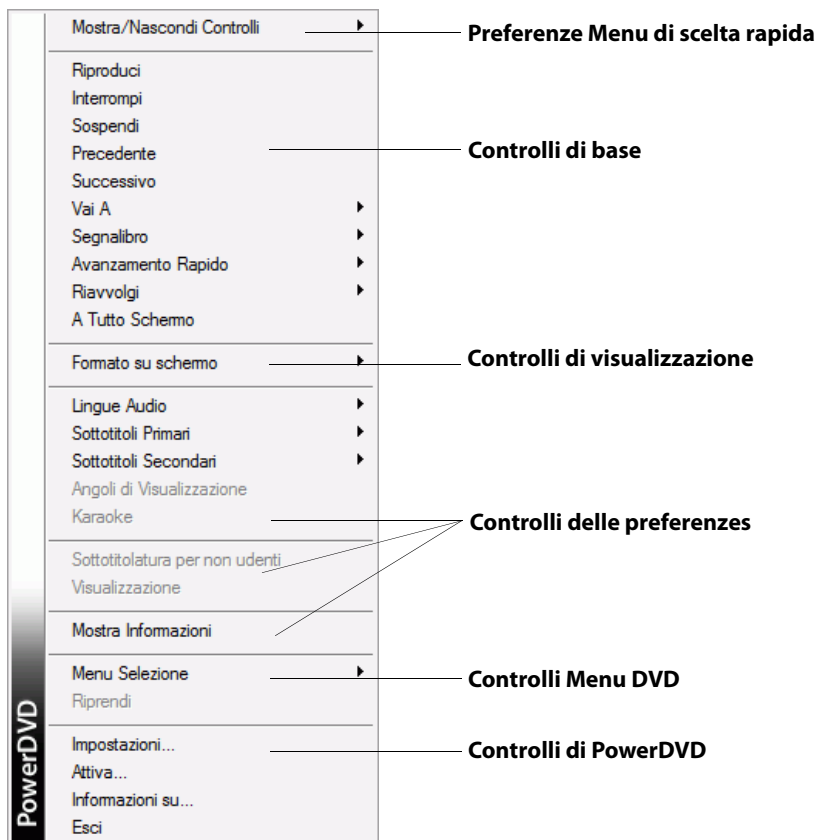 Mostra/Nascondi Controlli
Preferenze Menu di scelta rapida
Riproduci
Interrompi
Sospendi
Precedente
Controlli di base
Successivo
Vai A
Segnalibro
Avanzamento Rapido
Riavvolgi
A Tutto Schermo
Formato su schermo
Controlli di visualizzazione
Lingue Audio
Sottotitoli Primari
Sottotitoli Secondari
Angoli di Visualizzazione
Karaoke
Controlli delle preferenzes
Sottotitolatura per non udenti
Visualizzazione
Mostra Informazioni
Menu Selezione
Controlli Menu DVD
Riprendi
Impostazioni...
Controlli di PowerDVD
Attiva...
Informazioni su...
Esci
PowerDVD